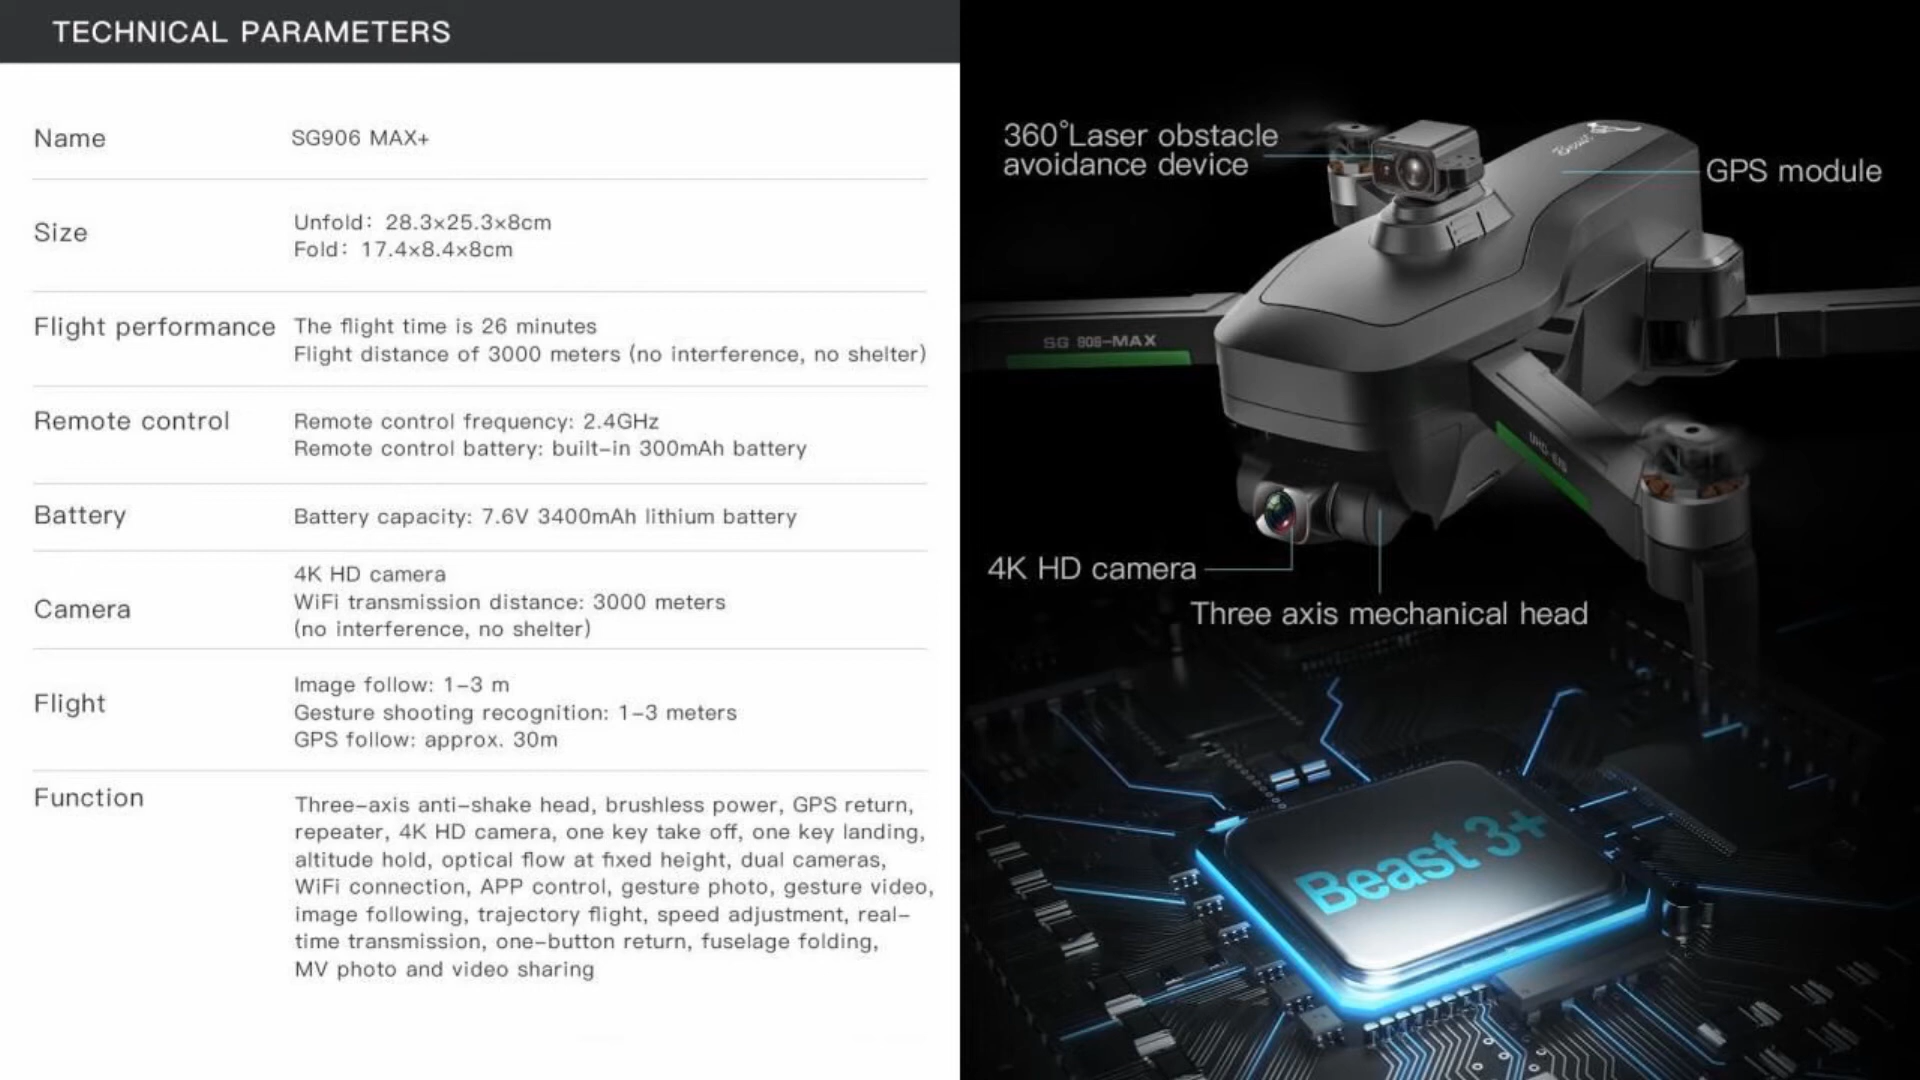 TECHNICAL PARAMETERS
Name
SG906 MAX+
Size
Unfold: 28.3×25.3×8cm
Fold: 17.4×8.4×8cm
Flight performance
The flight time is 26 minutes
Flight distance of 3000 meters (no interference, no shelter)
Remote control
Remote control frequency: 2.4GHz
Remote control battery: built-in 300mAh battery
Battery
Battery capacity: 7.6V 3400mAh lithium battery
Camera
4K HD camera
WiFi transmission distance: 3000 meters
(no interference, no shelter)
Flight
Image follow: 1-3 m
Gesture shooting recognition: 1-3 meters
GPS follow: approx. 30m
Function
Three-axis anti-shake head, brushless power, GPS return,
repeater, 4K HD camera, one key take off, one key landing,
altitude hold, optical flow at fixed height, dual cameras,
WiFi connection, APP control, gesture photo, gesture video,
image following, trajectory flight, speed adjustment, real-
time transmission, one-button return, fuselage folding,
MV photo and video sharing
360°Laser obstacle
avoidance device
GPS module
Beast
SG 906-MAX
4K HD camera
Three axis mechanical head
Beast 3+